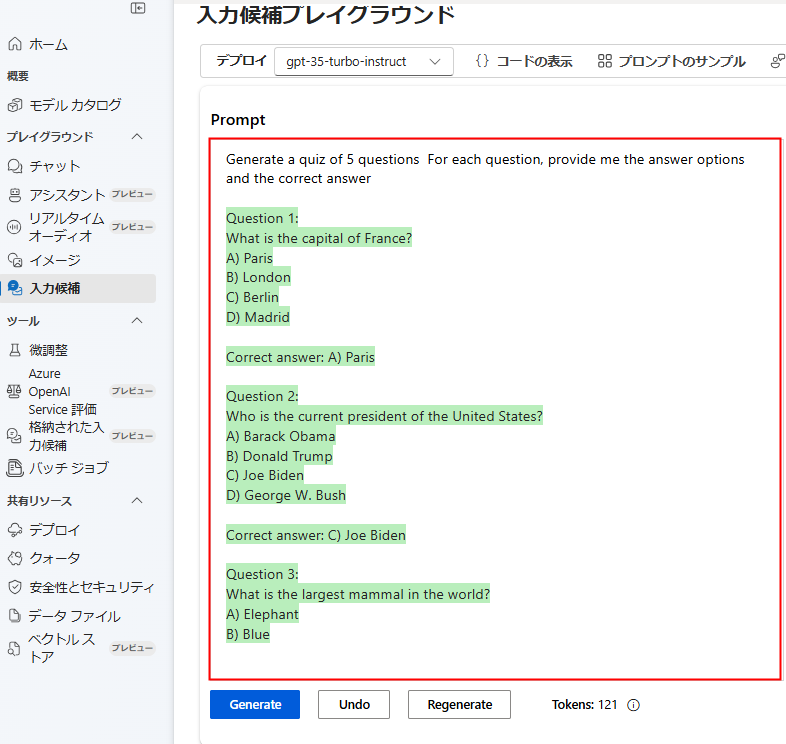 入力候補プレイグラウンド
ホーム
概要
モデル カタログ
プレイグラウンド
チャット
アシスタント プレビュー
リアルタイム
オーディオ プレビュー
イメージ
入力候補
ツール
微調整
Azure
OpenAI
Service 評価 プレビュー
格納された入
力候補 プレビュー
バッチ ジョブ
共有リソース
デプロイ
クォータ
安全性とセキュリティ
データ ファイル
ベクトル ス
トア プレビュー
デプロイ gpt-35-turbo-instruct {} コードの表示 プロンプトのサンプル
Prompt
Generate a quiz of 5 questions For each question, provide me the answer options
and the correct answer
Question 1:
What is the capital of France?
A) Paris
B) London
C) Berlin
D) Madrid
Correct answer: A) Paris
Question 2:
Who is the current president of the United States?
A) Barack Obama
B) Donald Trump
C) Joe Biden
D) George W. Bush
Correct answer: C) Joe Biden
Question 3:
What is the largest mammal in the world?
A) Elephant
B) Blue
Generate Undo Regenerate Tokens: 121